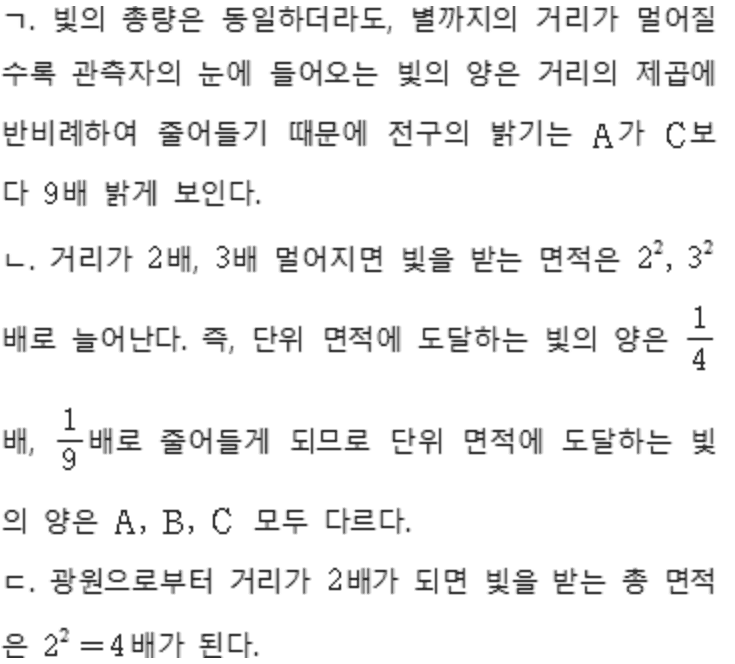 ㄱ. 빛의 총량은 동일하더라도, 별까지의 거리가 멀어질
수록 관측자의 눈에 들어오는 빛의 양은 거리의 제곱에
반비례하여 줄어들기 때문에 전구의 밝기는 A가 C보
다 9배 밝게 보인다.
ㄴ. 거리가 2배, 3배 멀어지면 빛을 받는 면적은 2², 3²
배로 늘어난다. 즉, 단위 면적에 도달하는 빛의 양은 1/4
배, 1/9배로 줄어들게 되므로 단위 면적에 도달하는 빛
의 양은 A, B, C 모두 다르다.
ㄷ. 광원으로부터 거리가 2배가 되면 빛을 받는 총 면적
은 2² = 4배가 된다.